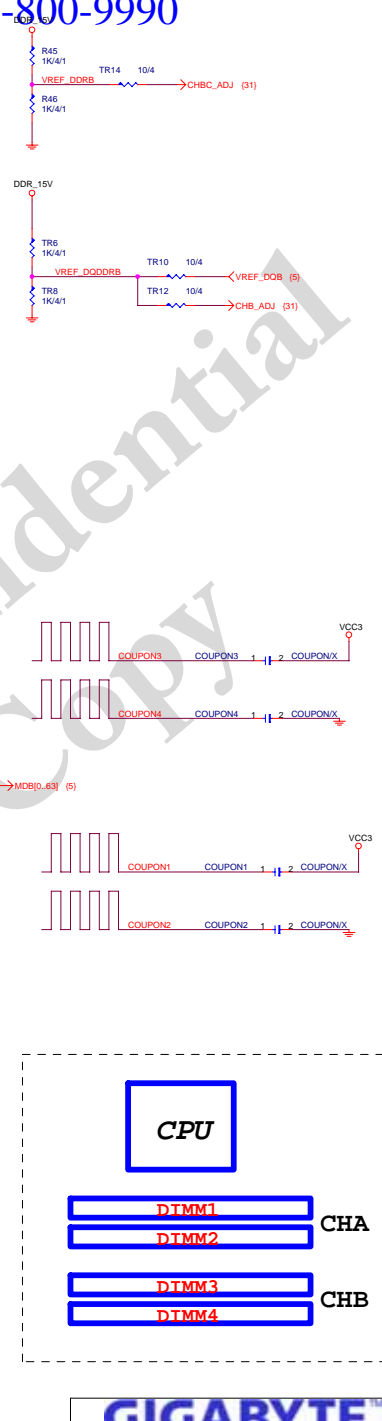 -800-9990
DDR_15V
R45
1K/4/1
TR14 10/4
VREF_DDRB
CHBC_ADJ {31}
R46
1K/4/1
DDR_15V
TR6
1K/4/1
TR10 10/4
VREF_DQDDRB
VREF_DQB {5}
TR8
1K/4/1
TR12 10/4
CHB_ADJ {31}
VCC3
COUPON3 COUPON3 1 2 COUPON/X
COUPON4 COUPON4 1 2 COUPON/X
MDB[0..63] {5}
VCC3
COUPON1 COUPON1 1 2 COUPON/X
COUPON2 COUPON2 1 2 COUPON/X
CPU
DIMM1
DIMM2
CHA
DIMM3
DIMM4
CHB
GIGABYTE
idential
Copy